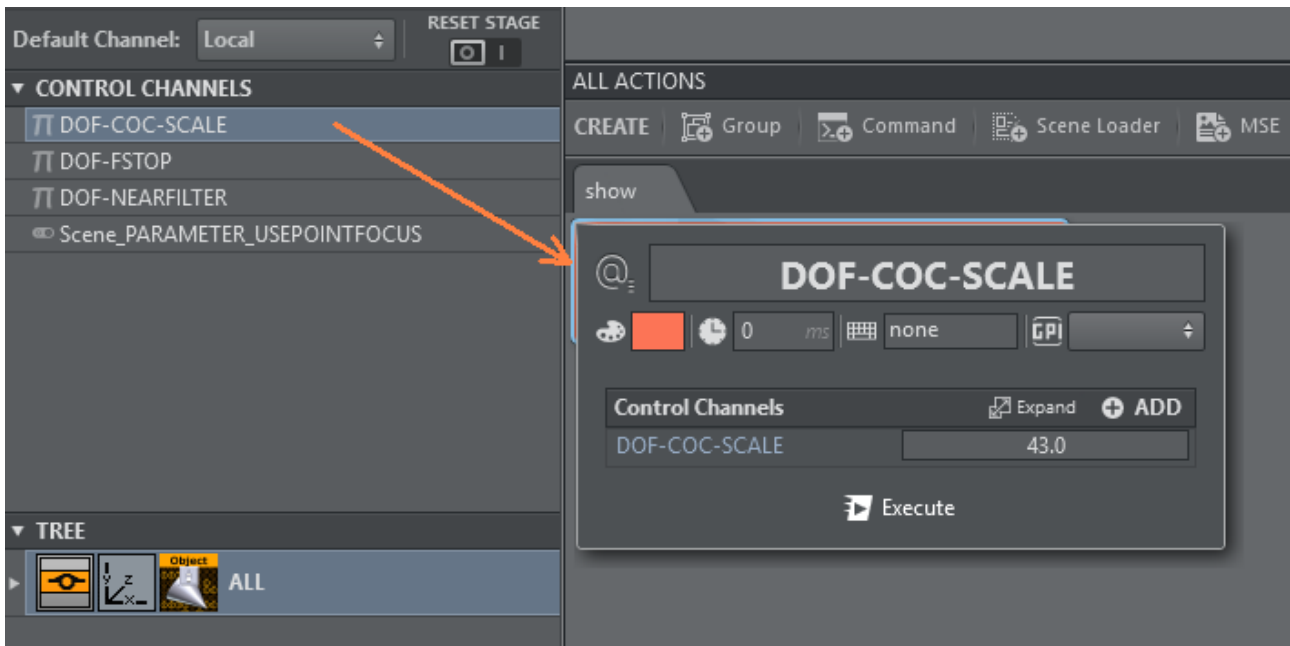 Default Channel: Local
RESET STAGE
CONTROL CHANNELS
DOF-COC-SCALE
DOF-FSTOP
DOF-NEARFILTER
Scene_PARAMETER_USEPOINTFOCUS
TREE
Object
y z
x
ALL
ALL ACTIONS
CREATE Group Command Scene Loader MSE
show
DOF-COC-SCALE
0 ms none GPI
Control Channels Expand ADD
DOF-COC-SCALE 43.0
Execute